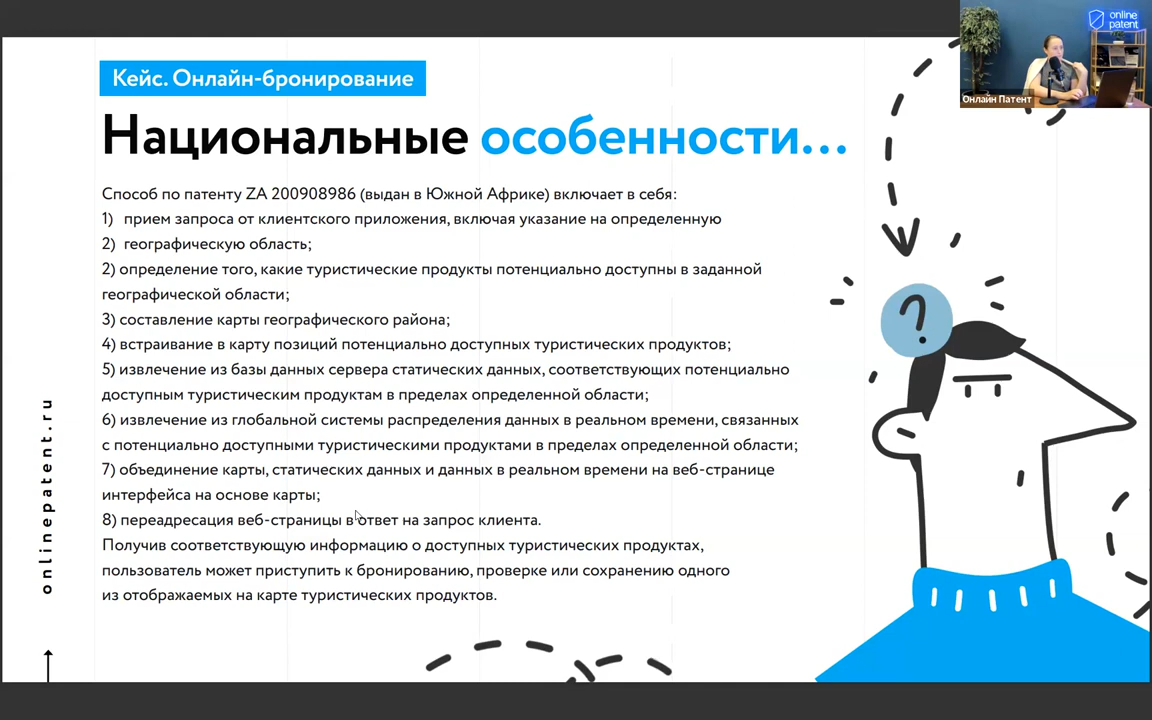 online
patent
Онлайн Патент
Кейс. Онлайн-бронирование
Национальные особенности...
Способ по патенту ZA 200908986 (выдан в Южной Африке) включает в себя:
1) прием запроса от клиентского приложения, включая указание на определенную
2) географическую область;
2) определение того, какие туристические продукты потенциально доступны в заданной
географической области;
3) составление карты географического района;
4) встраивание в карту позиций потенциально доступных туристических продуктов;
5) извлечение из базы данных сервера статических данных, соответствующих потенциально
доступным туристическим продуктам в пределах определенной области;
6) извлечение из глобальной системы распределения данных в реальном времени, связанных
с потенциально доступными туристическими продуктами в пределах определенной области;
7) объединение карты, статических данных и данных в реальном времени на веб-странице
интерфейса на основе карты;
8) переадресация веб-страницы в ответ на запрос клиента.
Получив соответствующую информацию о доступных туристических продуктах,
пользователь может приступить к бронированию, проверке или сохранению одного
из отображаемых на карте туристических продуктов.
onlinepatent.ru
?